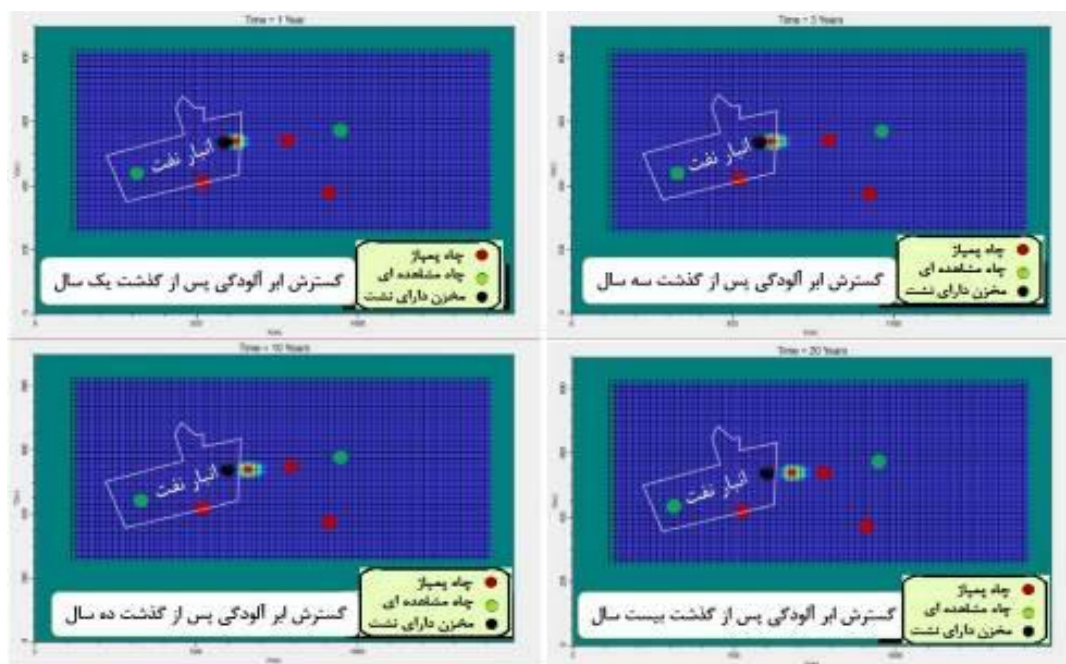 Time = 1 Year
انبار نفت
چاه پمپاژ
چاه مشاهده ای
مخزن دارای نشت
گسترش ابر آلودگی پس از گذشت یک سال
Time = 3 Years
انبار نفت
چاه پمپاژ
چاه مشاهده ای
مخزن دارای نشت
گسترش ابر آلودگی پس از گذشت سه سال
Time = 10 Years
انبار نفت
چاه پمپاژ
چاه مشاهده ای
مخزن دارای نشت
گسترش ابر آلودگی پس از گذشت ده سال
Time = 20 Years
انبار نفت
چاه پمپاژ
چاه مشاهده ای
مخزن دارای نشت
گسترش ابر آلودگی پس از گذشت بیست سال